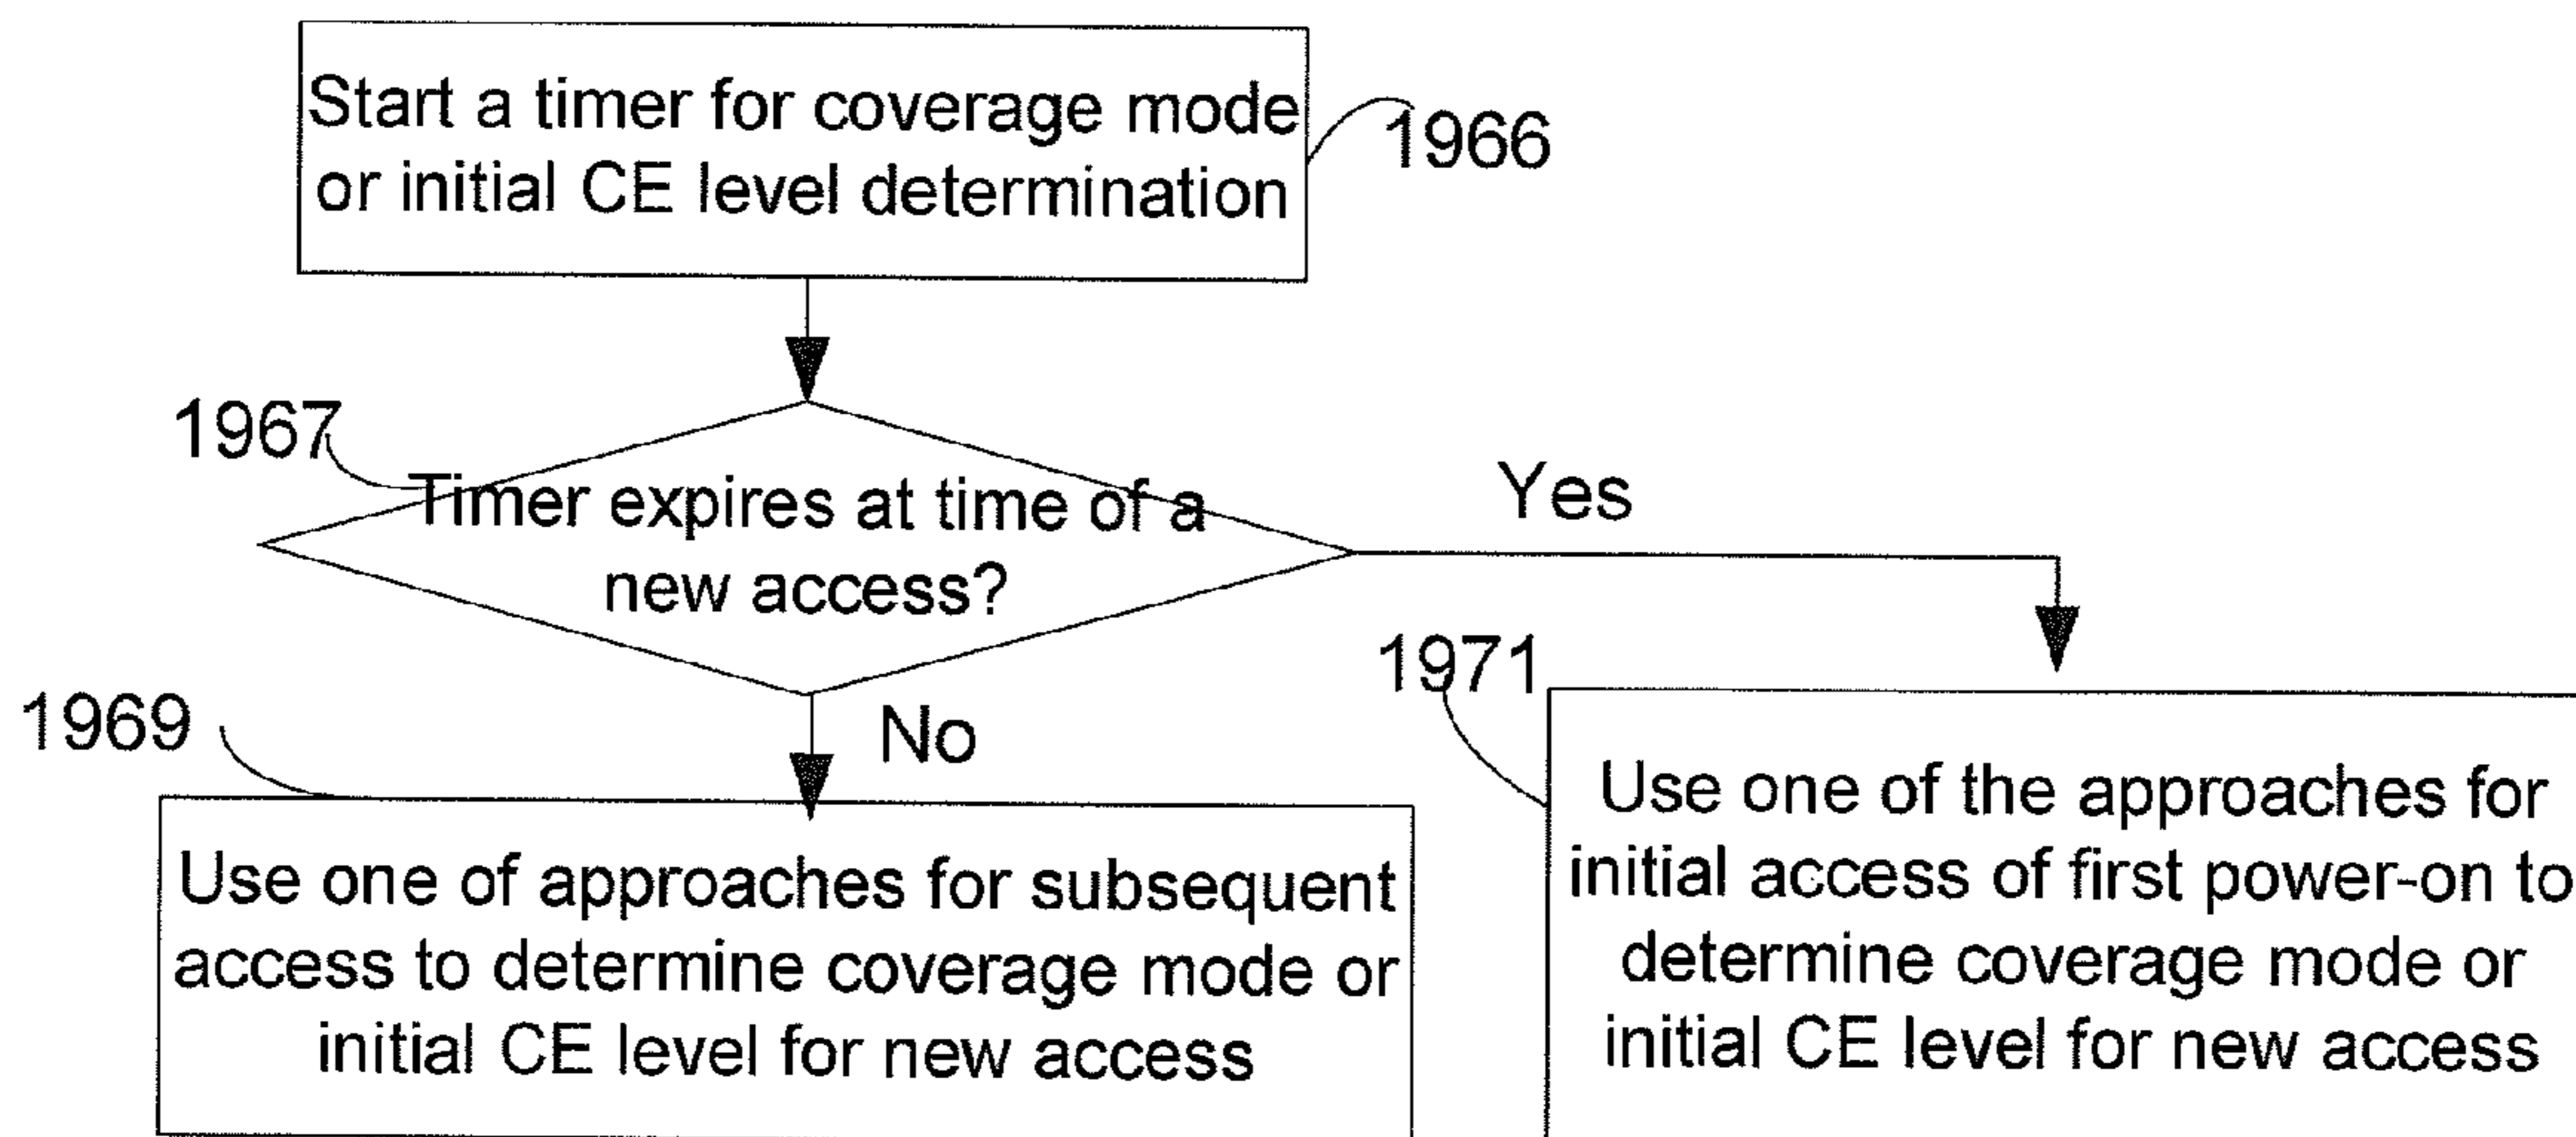 Start a timer for coverage mode
or initial CE level determination
1966
1967
Timer expires at time of a
new access?
Yes
No
1969
Use one of approaches for subsequent
access to determine coverage mode or
initial CE level for new access
1971
Use one of the approaches for
initial access of first power-on to
determine coverage mode or
initial CE level for new access